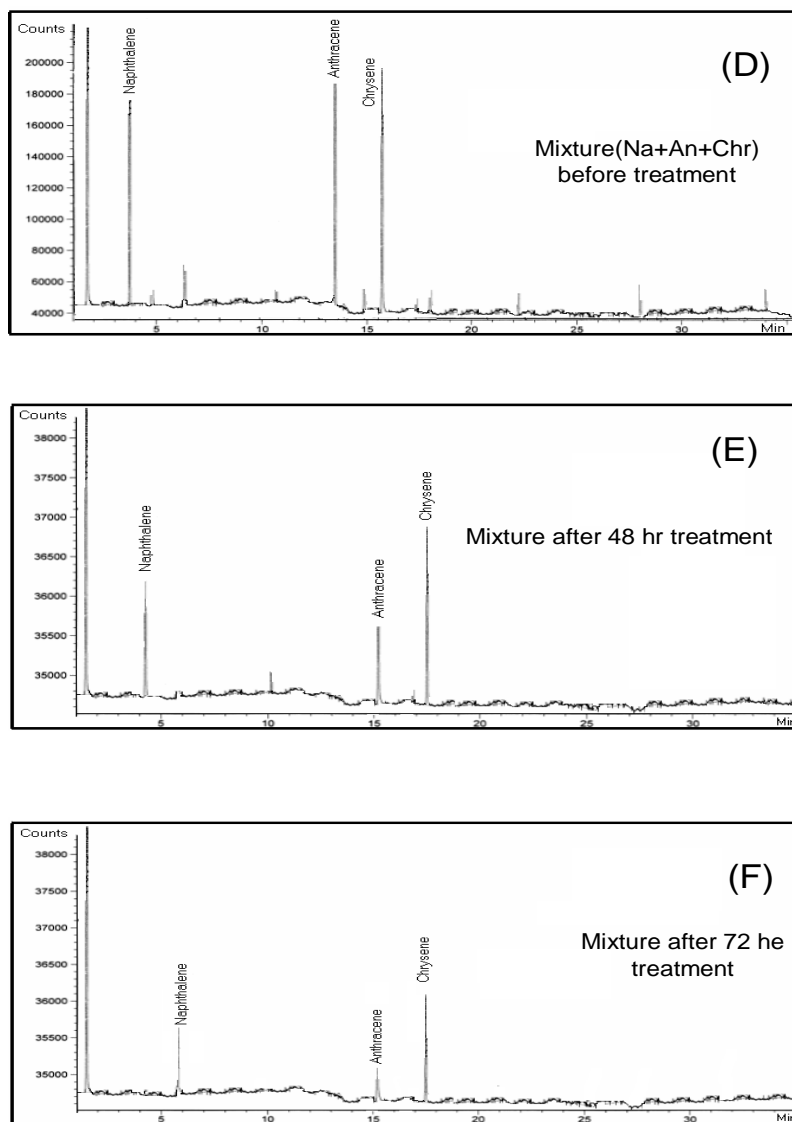 Counts
(D)
200000
180000
160000
140000
120000
100000
80000
60000
40000
Naphthalene
Anthracene
Chrysene
Mixture(Na+An+Chr)
before treatment
5 10 15 20 25 30 Min
Counts
(E)
38000
37500
37000
36500
36000
35500
35000
Naphthalene
Anthracene
Chrysene
Mixture after 48 hr treatment
5 10 15 20 25 30 Min
Counts
(F)
38000
37500
37000
36500
36000
35500
35000
Naphthalene
Anthracene
Chrysene
Mixture after 72 he
treatment
5 10 15 20 25 30 Min